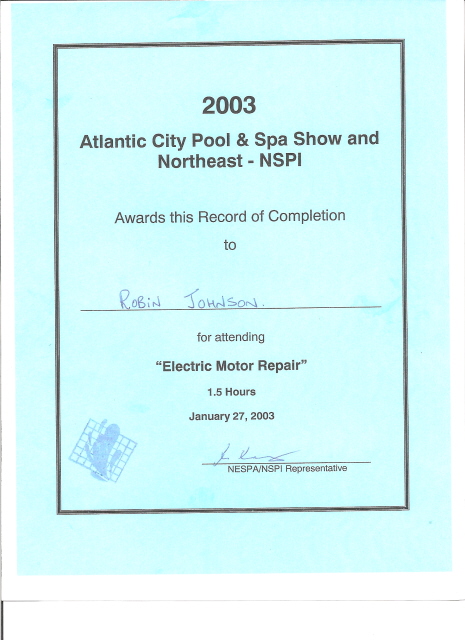 2003
Atlantic City Pool & Spa Show and
Northeast - NSPI
Awards this Record of Completion
to
ROBIN JOHNSON.
for attending
“Electric Motor Repair”
1.5 Hours
January 27, 2003
NESPA/NSPI Representative